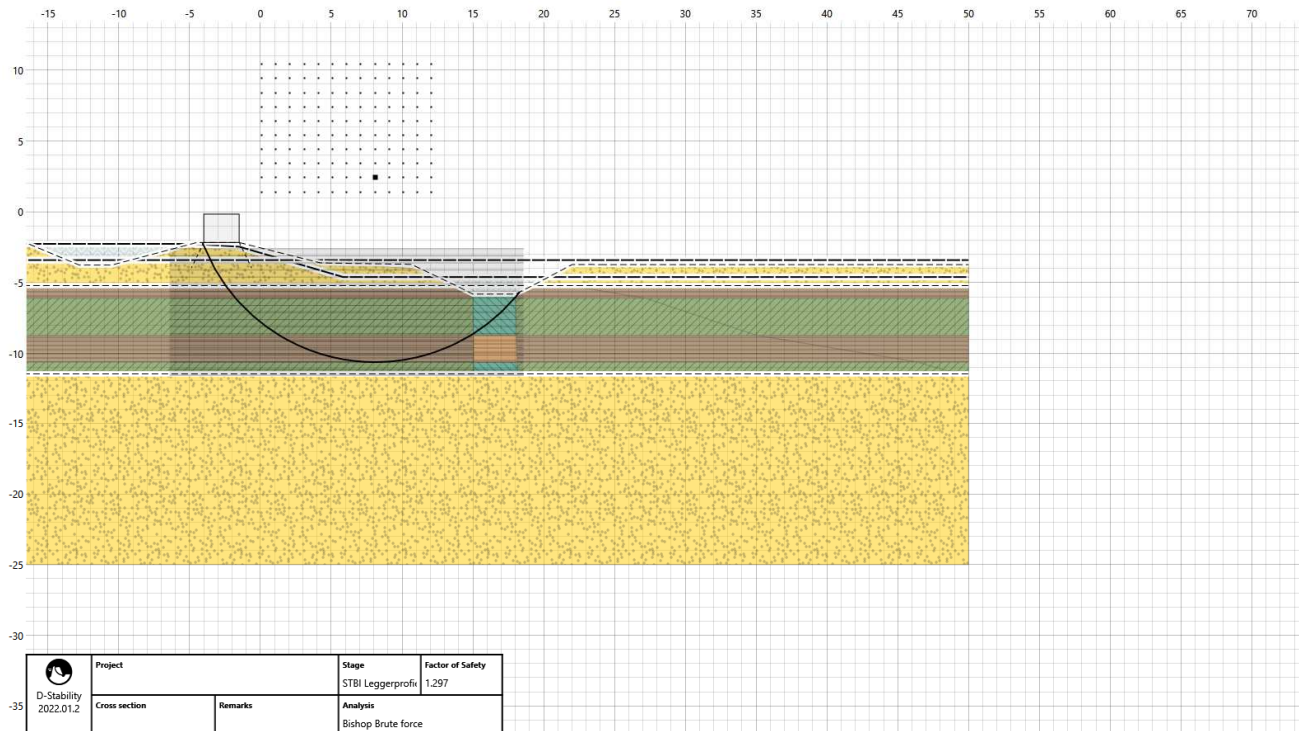 -15 -10 -5 0 5 10 15 20 25 30 35 40 45 50 55 60 65 70
10
5
0
-5
-10
-15
-20
-25
-30
-35
D-Stability
2022.01.2
Project
Stage
STBI Leggerprofi
Factor of Safety
1.297
Cross section
Remarks
Analysis
Bishop Brute force